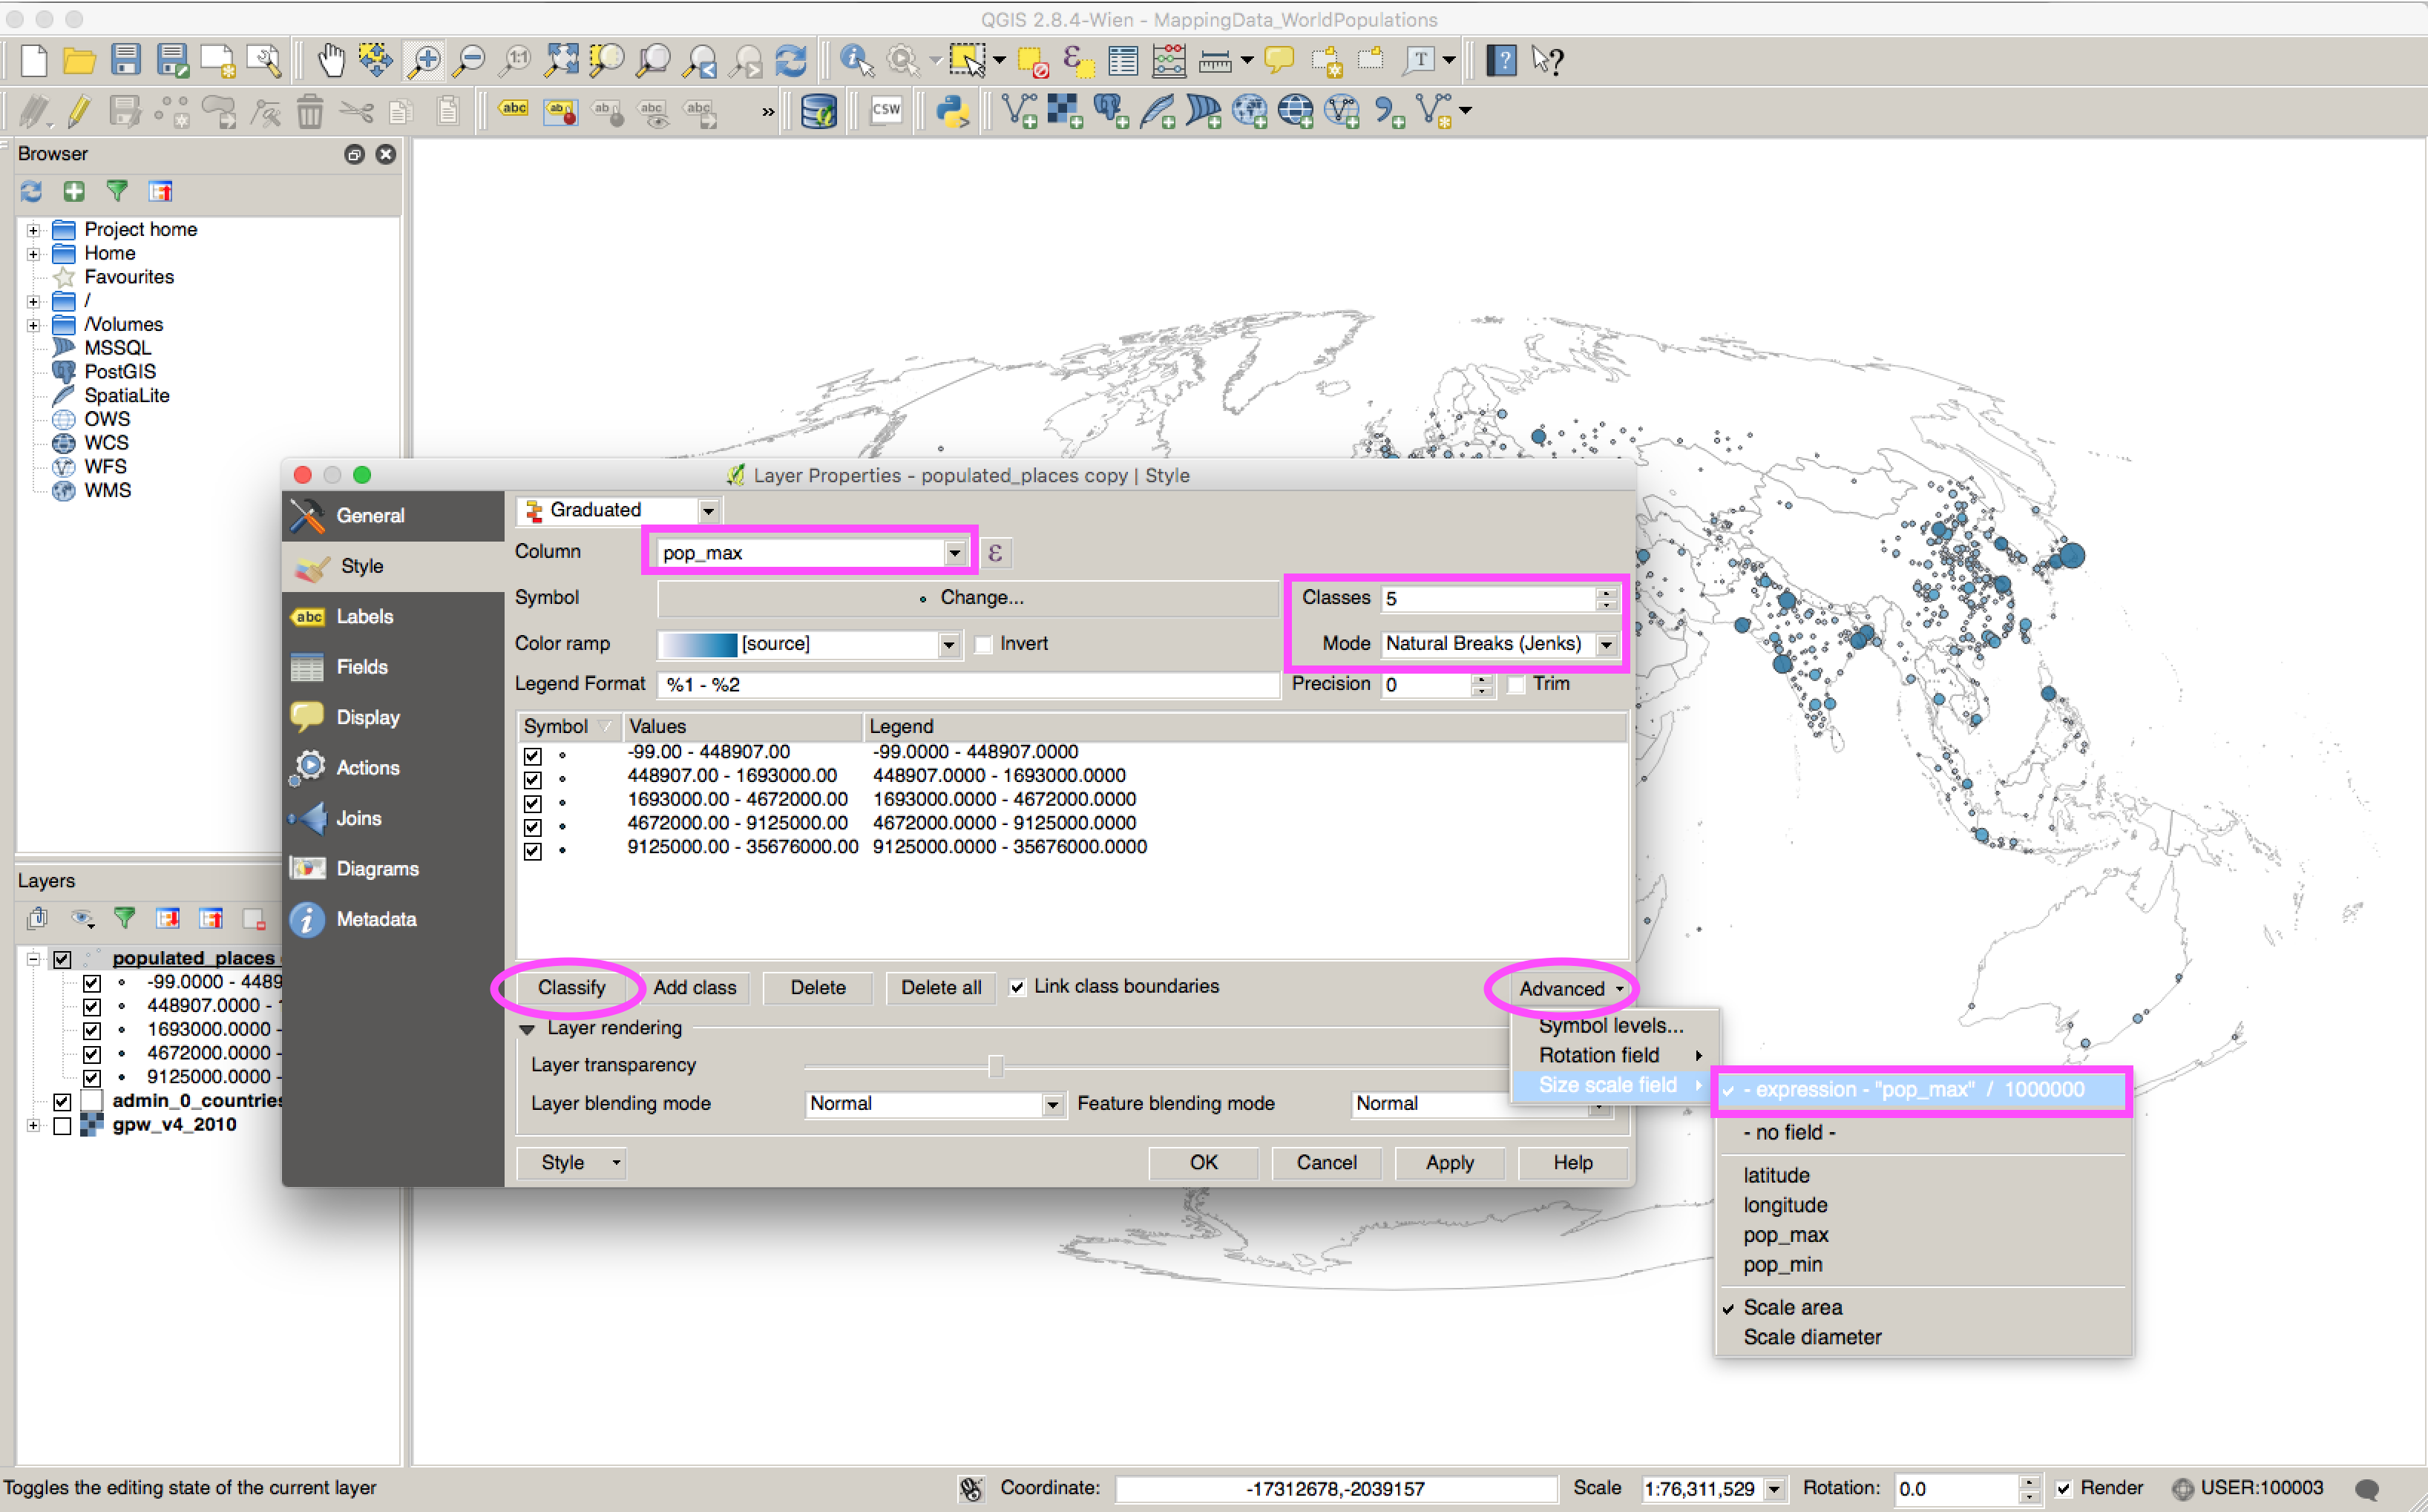 QGIS 2.8.4-Wien - MappingData_WorldPopulations
1:1
T
?
?
abc
ab
ab
abc
abc
»
CSW
Browser
Project home
Home
Favourites
/
/Volumes
MSSQL
PostGIS
SpatiaLite
OWS
WCS
WFS
WMS
Layer Properties - populated_places copy | Style
General
Style
abc Labels
Fields
Display
Actions
Joins
Diagrams
Metadata
Graduated
Column pop_max ε
Symbol Change... Classes 5
Color ramp [source] Invert Mode Natural Breaks (Jenks)
Legend Format %1 - %2 Precision 0 Trim
Symbol Values Legend
-99.00 - 448907.00 -99.0000 - 448907.0000
448907.00 - 1693000.00 448907.0000 - 1693000.0000
1693000.00 - 4672000.00 1693000.0000 - 4672000.0000
4672000.00 - 9125000.00 4672000.0000 - 9125000.0000
9125000.00 - 35676000.00 9125000.0000 - 35676000.0000
Classify Add class Delete Delete all Link class boundaries Advanced
Layer rendering
Layer transparency
Layer blending mode Normal Feature blending mode Normal
Style OK Cancel Apply Help
Symbol levels...
Rotation field
Size scale field
- expression - "pop_max" / 1000000
- no field -
latitude
longitude
pop_max
pop_min
Scale area
Scale diameter
Layers
populated_places
-99.0000 - 4489
448907.0000 -
1693000.0000 -
4672000.0000 -
9125000.0000 -
admin_0_countries
gpw_v4_2010
Toggles the editing state of the current layer Coordinate: -17312678,-2039157 Scale 1:76,311,529 Rotation: 0.0 Render USER:100003